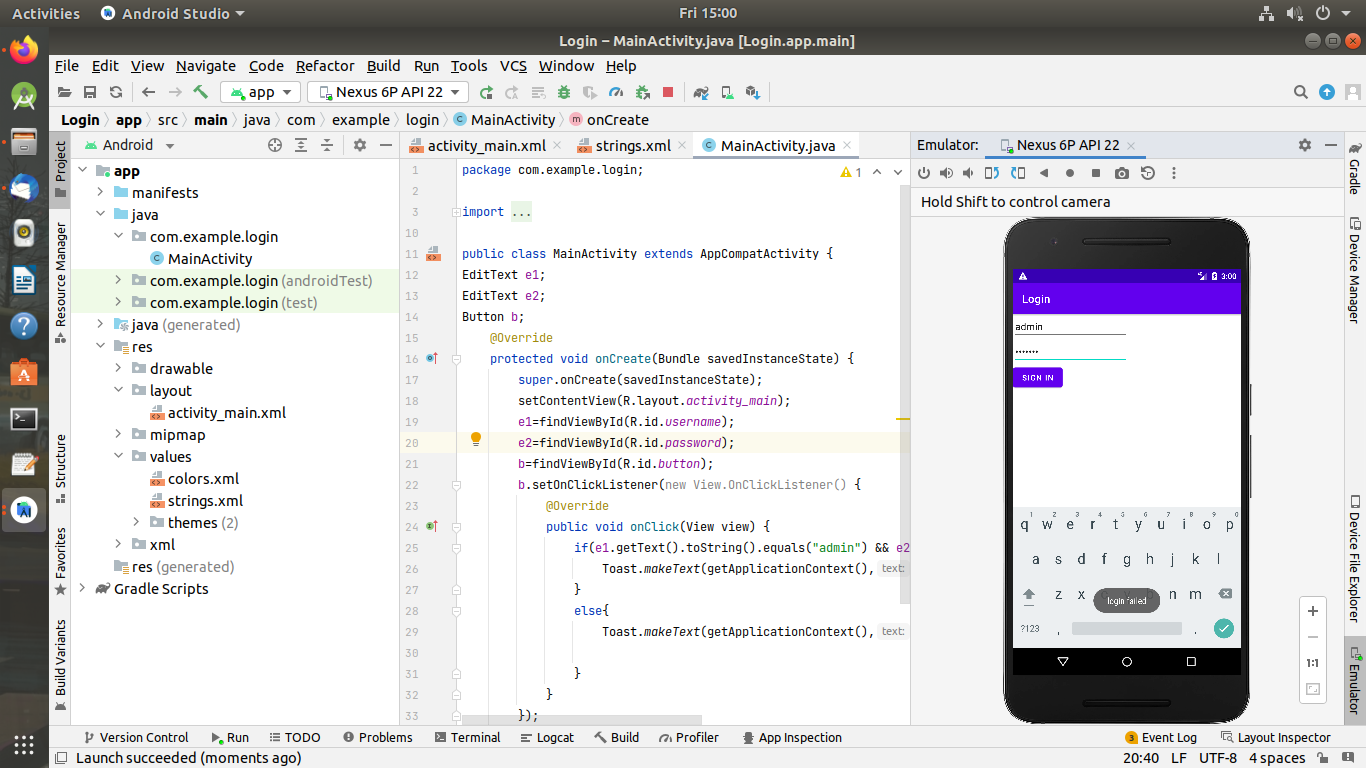 Activities Android Studio Fri 15:00
Login – MainActivity.java [Login.app.main]
File Edit View Navigate Code Refactor Build Run Tools VCS Window Help
app Nexus 6P API 22
Login app src main java com example login MainActivity onCreate
Project
Resource Manager
Structure
Favorites
Build Variants
Android
app
manifests
java
com.example.login
MainActivity
com.example.login (androidTest)
com.example.login (test)
java (generated)
res
drawable
layout
activity_main.xml
mipmap
values
colors.xml
strings.xml
themes (2)
xml
res (generated)
Gradle Scripts
activity_main.xml strings.xml MainActivity.java
1
1 package com.example.login;
2
3 import ...
10
11 public class MainActivity extends AppCompatActivity {
12 EditText e1;
13 EditText e2;
14 Button b;
15 @Override
16 protected void onCreate(Bundle savedInstanceState) {
17 super.onCreate(savedInstanceState);
18 setContentView(R.layout.activity_main);
19 e1=findViewById(R.id.username);
20 e2=findViewById(R.id.password);
21 b=findViewById(R.id.button);
22 b.setOnClickListener(new View.OnClickListener() {
23 @Override
24 public void onClick(View view) {
25 if(e1.getText().toString().equals("admin") && e2
26 Toast.makeText(getApplicationContext(), text:
27 }
28 else{
29 Toast.makeText(getApplicationContext(), text:
30
31 }
32 }
33 });
Emulator: Nexus 6P API 22
Hold Shift to control camera
3:00
Login
admin
•••••••
SIGN IN
1 2 3 4 5 6 7 8 9 0
q w e r t y u i o p
a s d f g h j k l
z x c v b n m
login failed
?123 , .
1:1
Gradle
Device Manager
Device File Explorer
Emulator
Version Control Run TODO Problems Terminal Logcat Build Profiler App Inspection 3 Event Log Layout Inspector
Launch succeeded (moments ago) 20:40 LF UTF-8 4 spaces